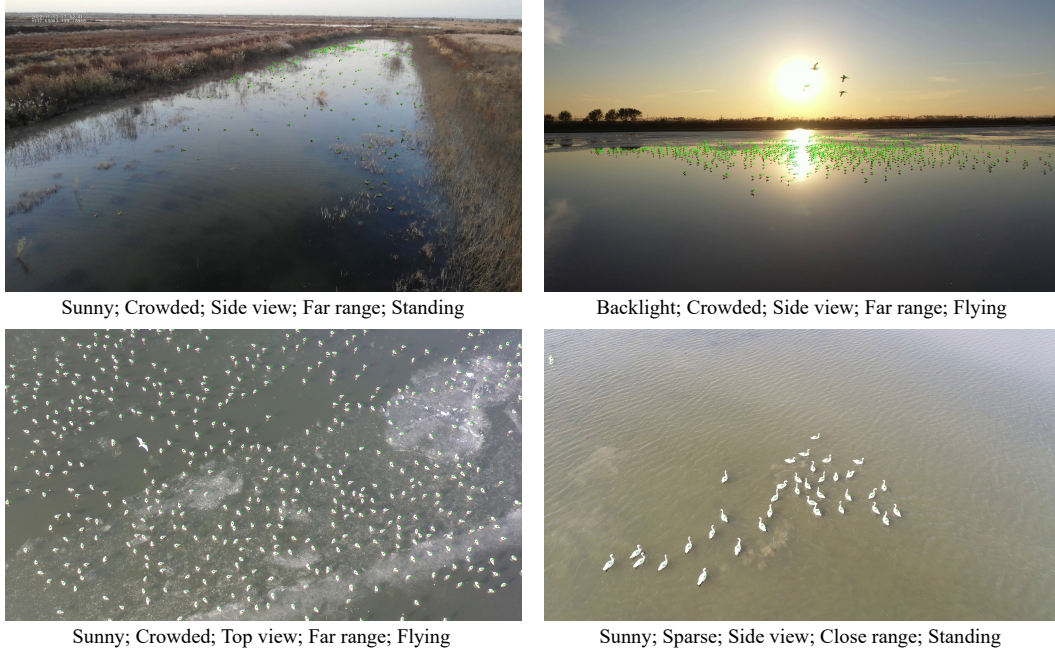 Sunny; Crowded; Side view; Far range; Standing
Backlight; Crowded; Side view; Far range; Flying
Sunny; Crowded; Top view; Far range; Flying
Sunny; Sparse; Side view; Close range; Standing